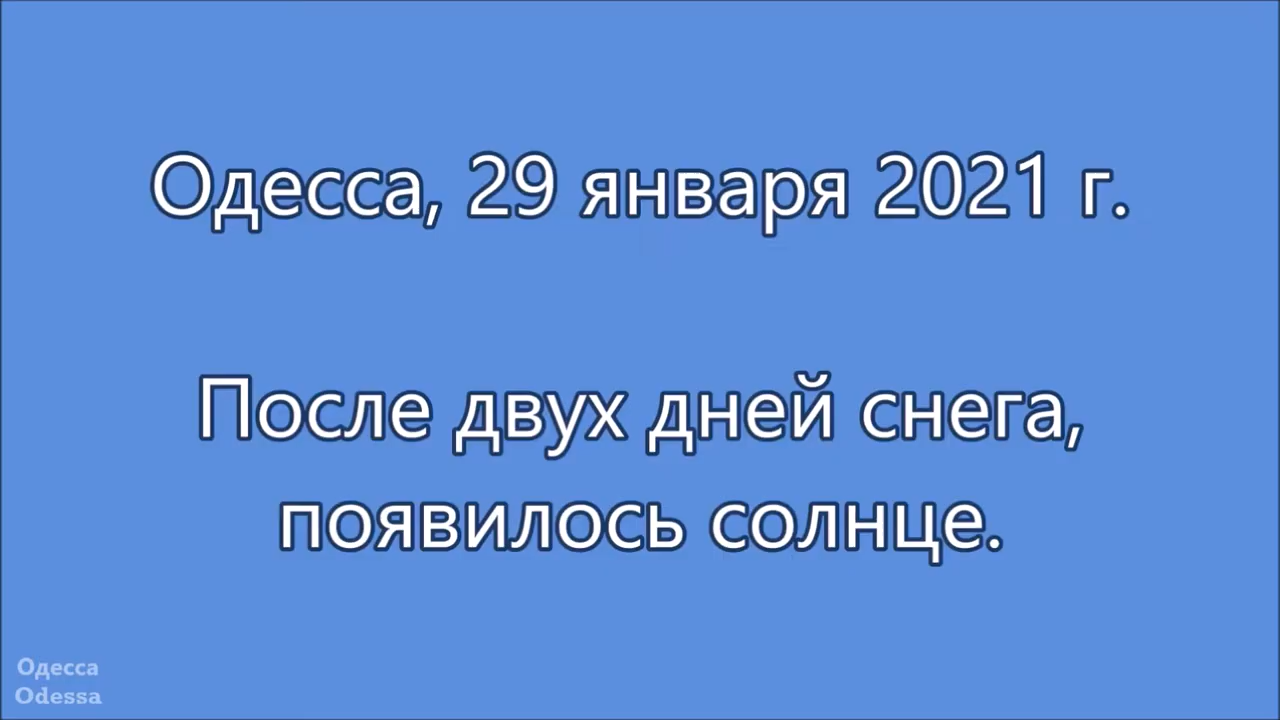 Одесса, 29 января 2021 г.
После двух дней снега,
появилось солнце.
Одесса
Odessa